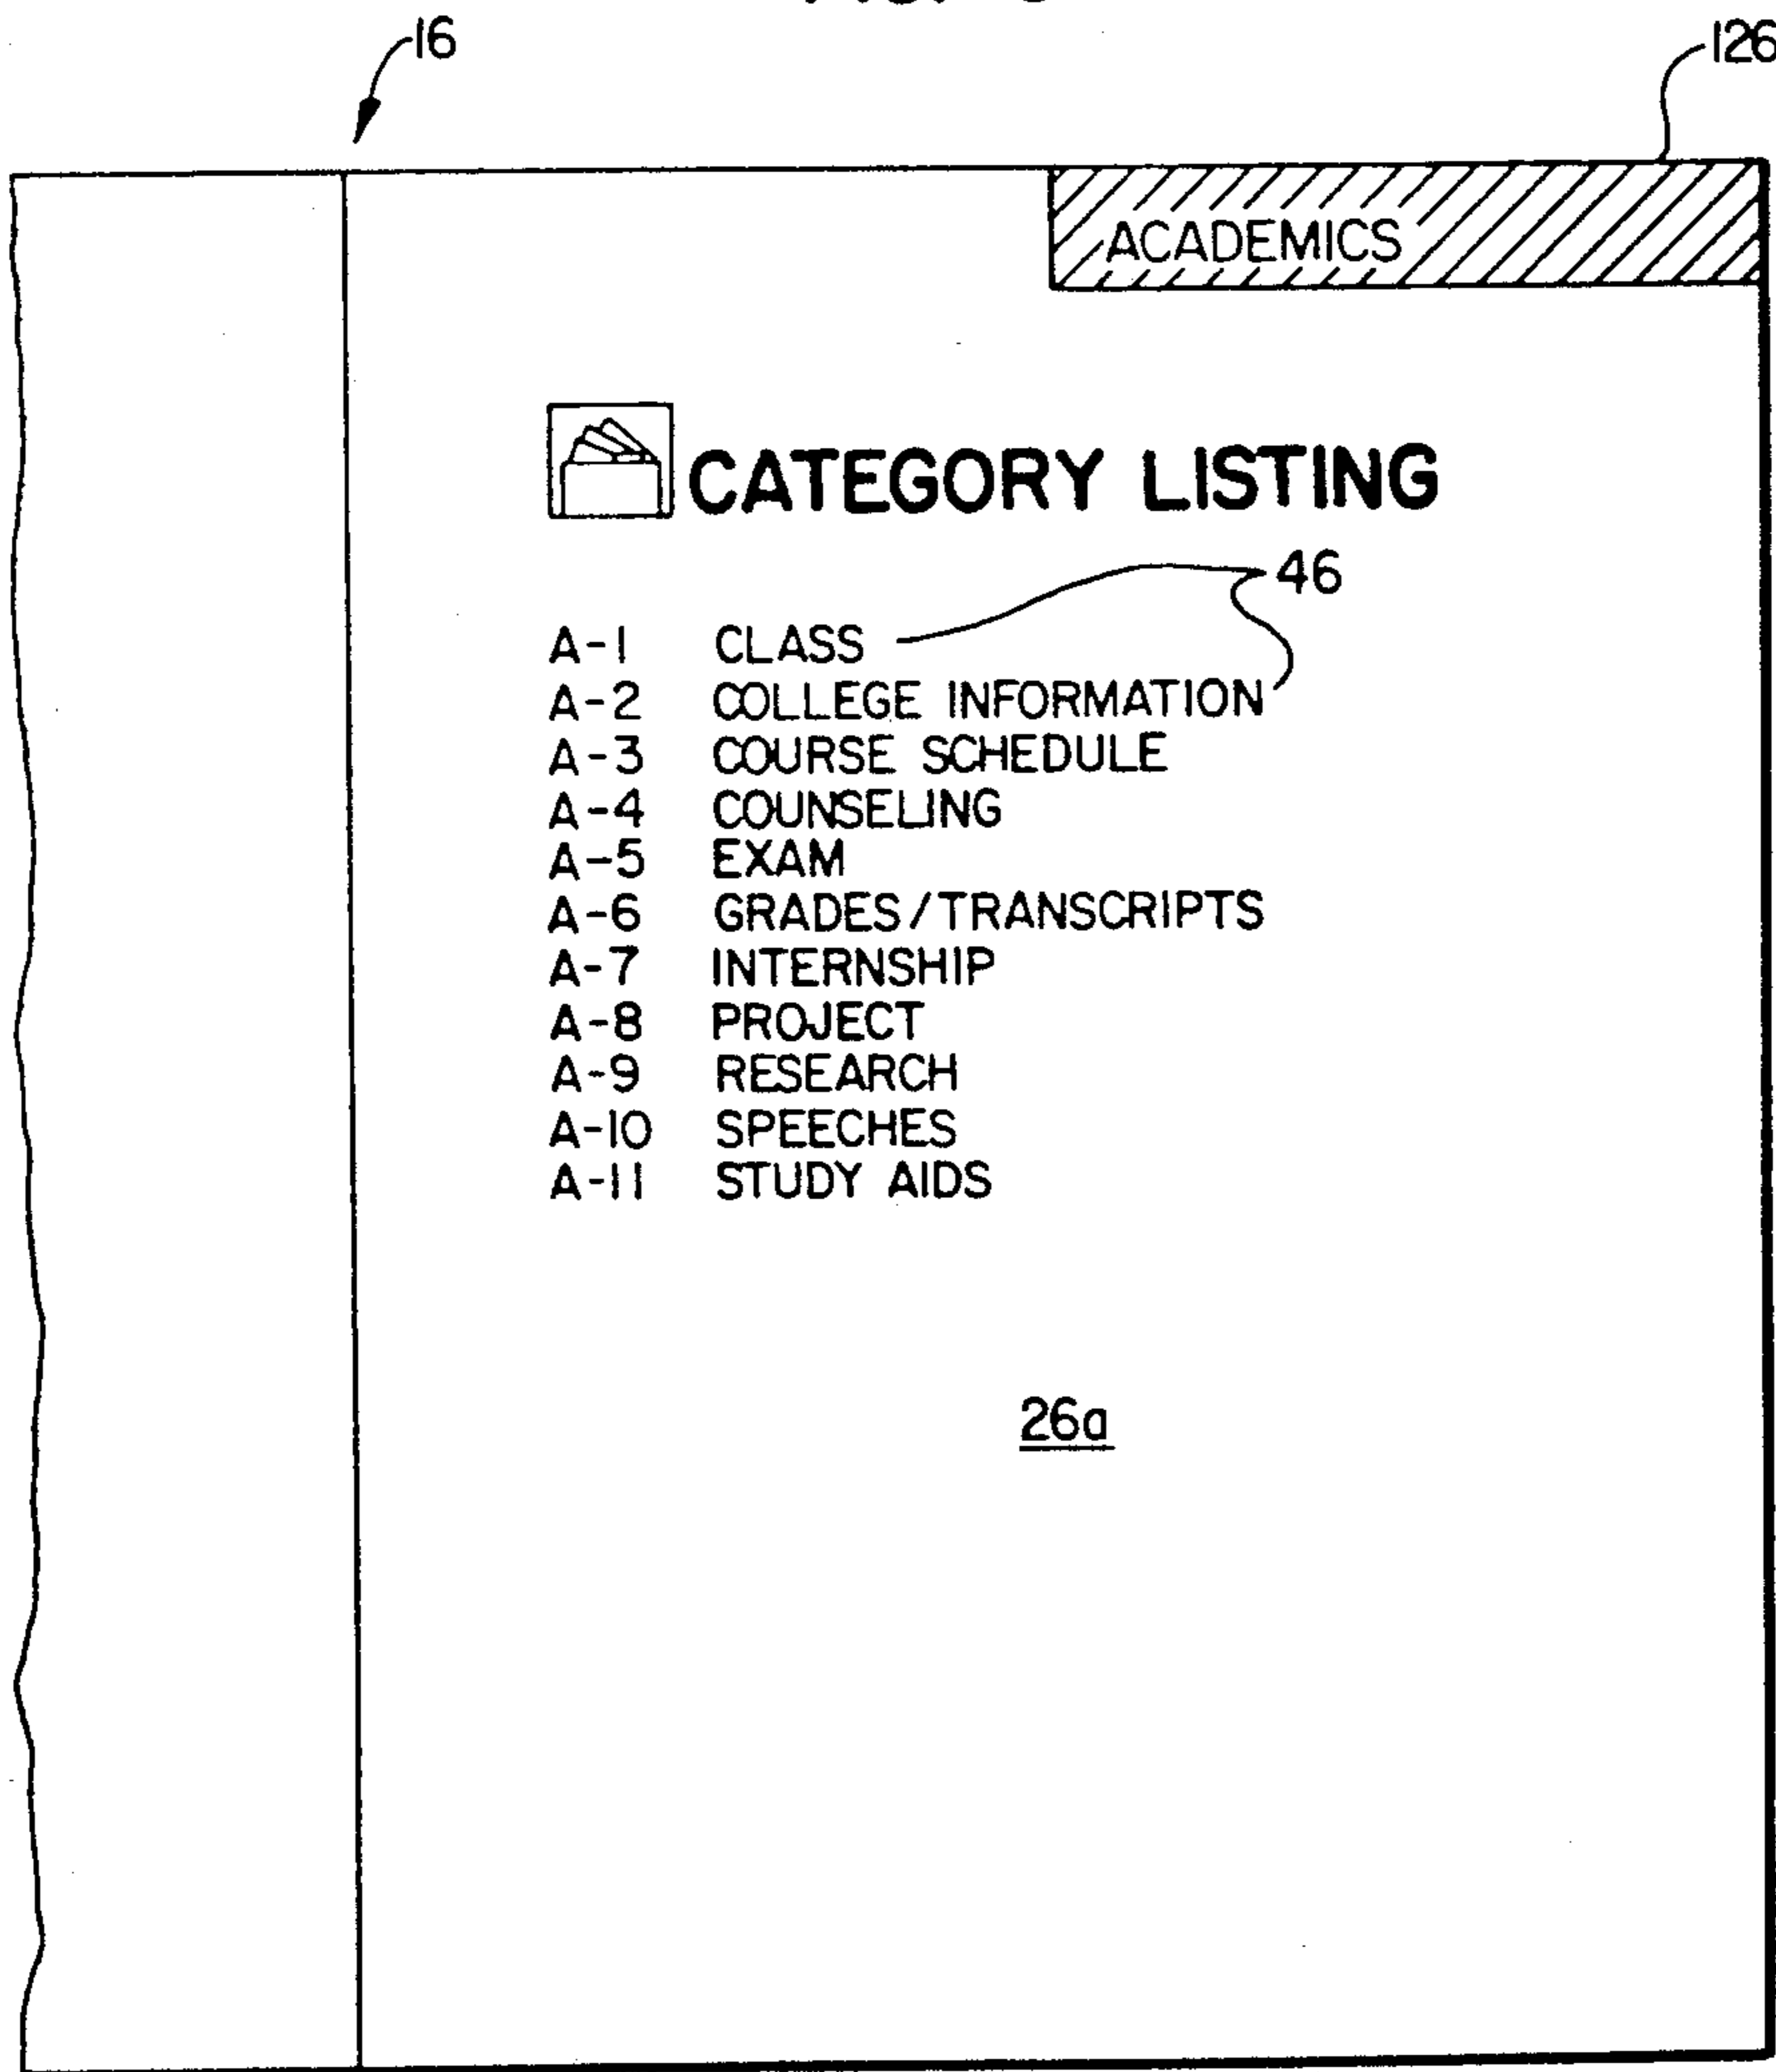 16
126
ACADEMICS
CATEGORY LISTING
46
A-1 CLASS
A-2 COLLEGE INFORMATION
A-3 COURSE SCHEDULE
A-4 COUNSELING
A-5 EXAM
A-6 GRADES/TRANSCRIPTS
A-7 INTERNSHIP
A-8 PROJECT
A-9 RESEARCH
A-10 SPEECHES
A-11 STUDY AIDS
26a